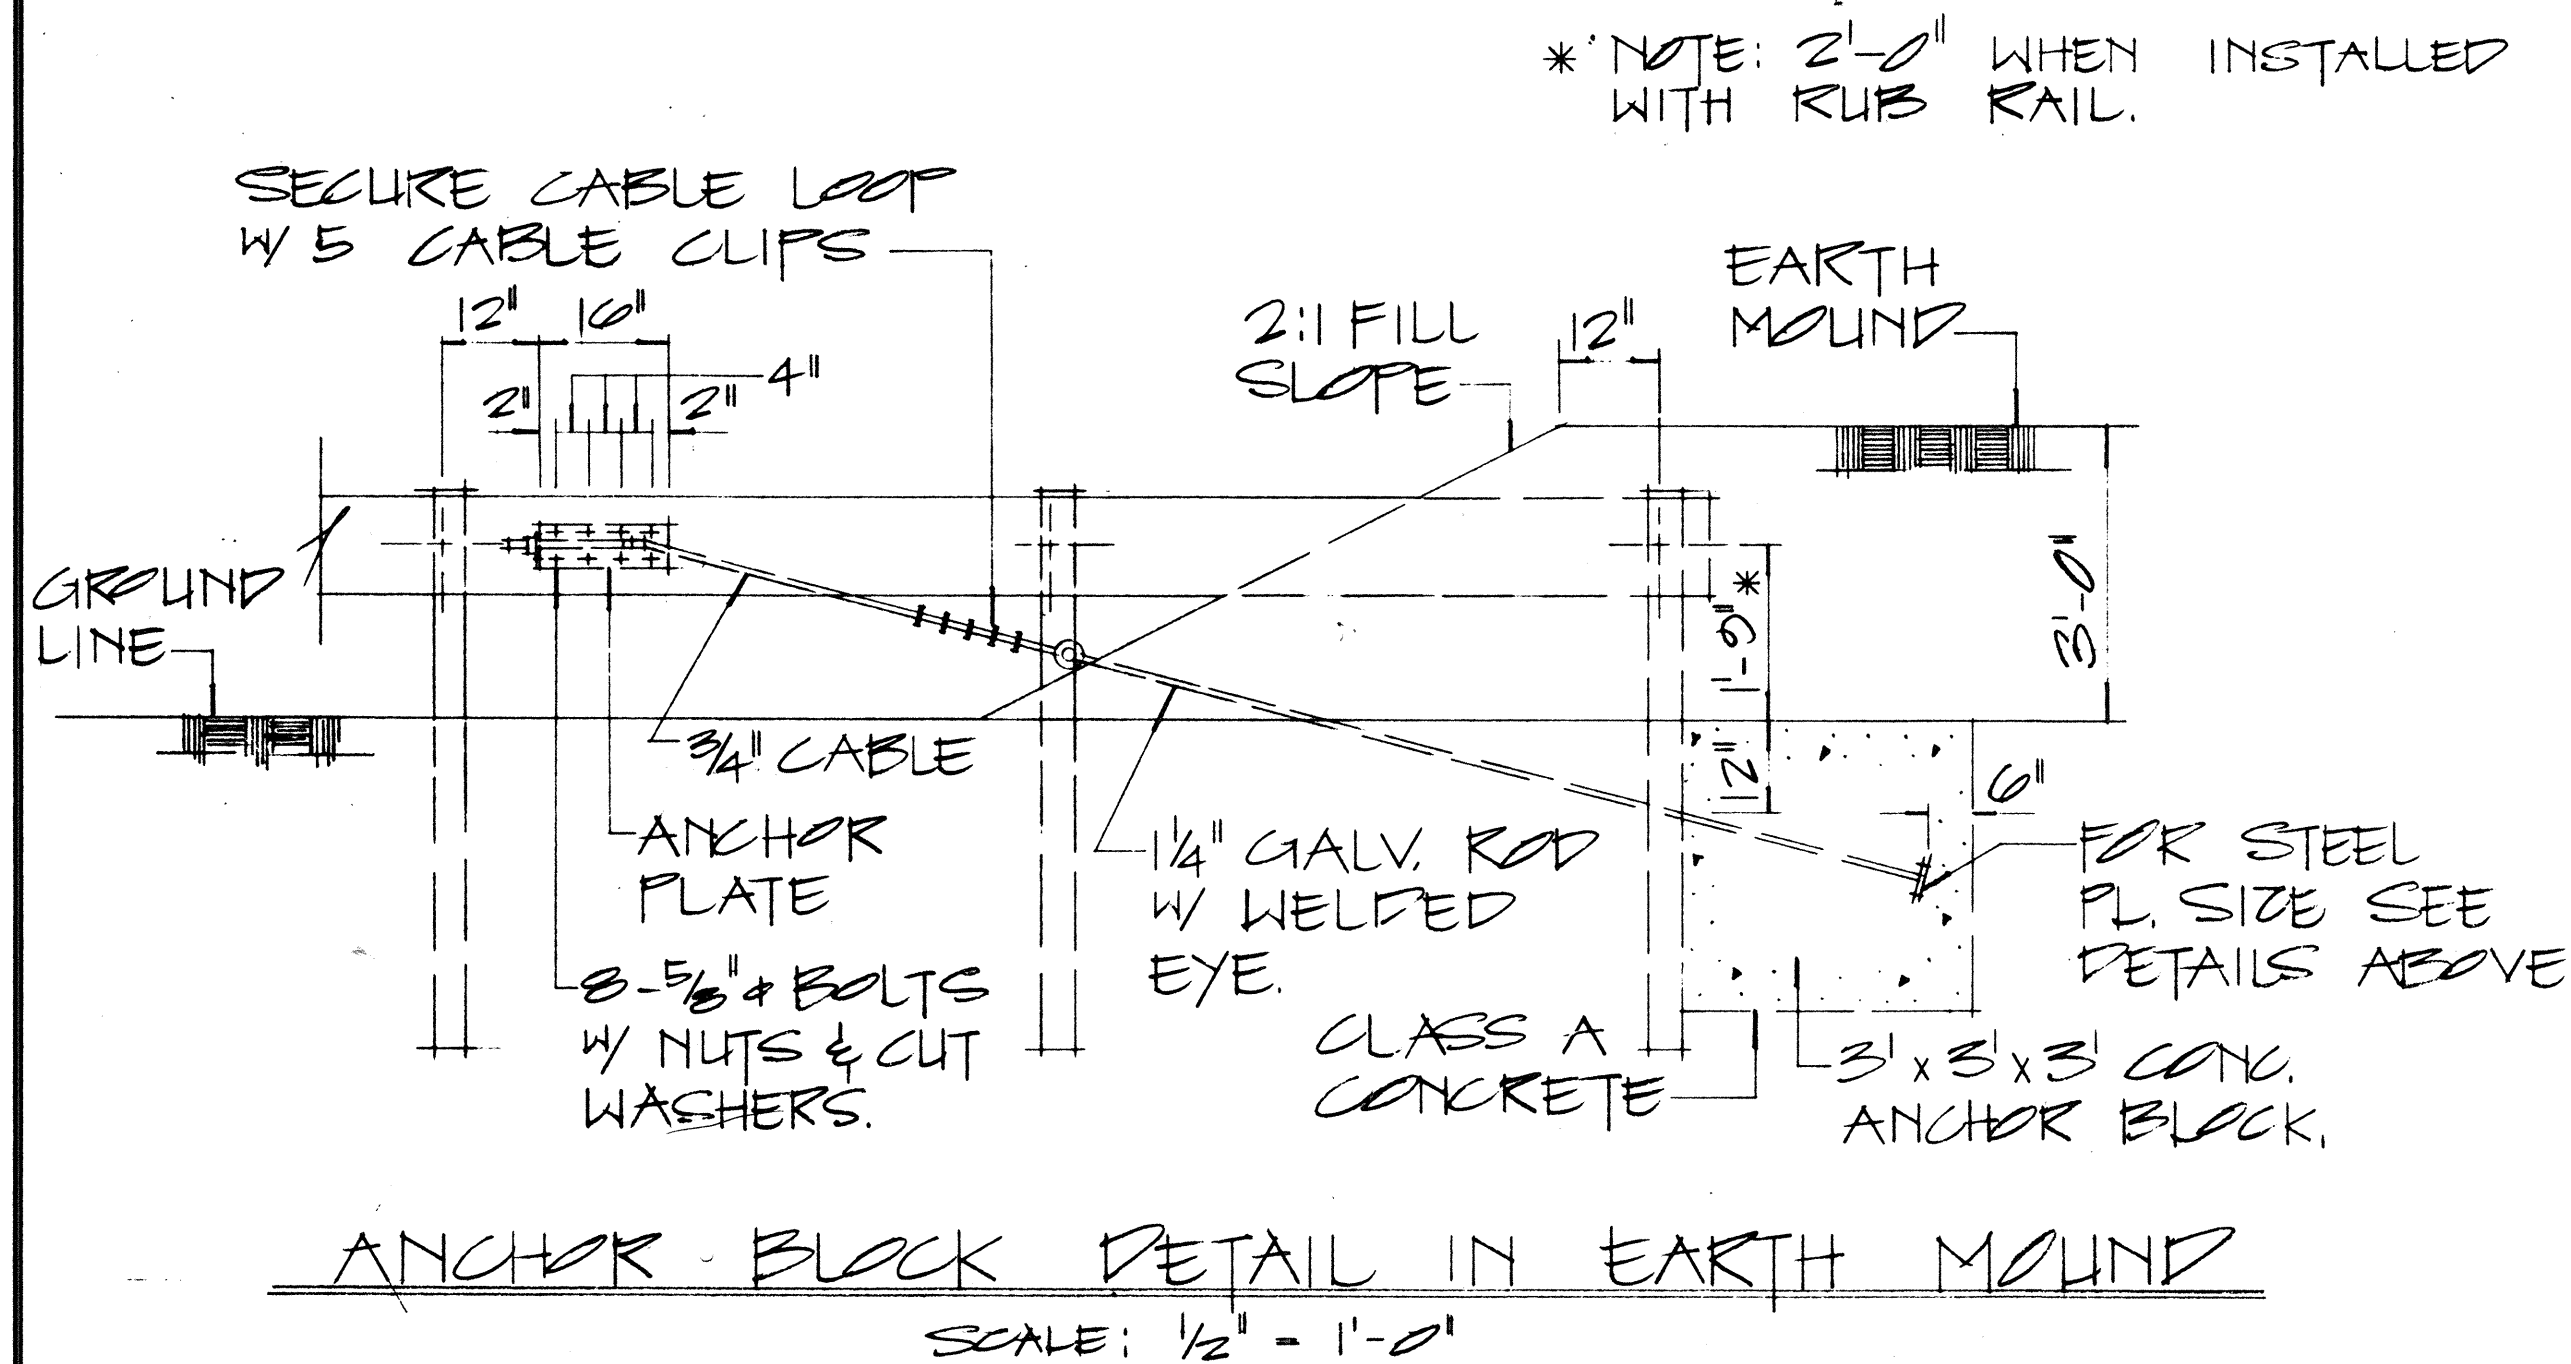 * NOTE: 2'-0" WHEN INSTALLED
WITH RUB RAIL.
SECURE CABLE LOOP
W/ 5 CABLE CLIPS
12"
16"
4"
2"
2"
2:1 FILL
SLOPE
12"
EARTH
MOUND
GROUND
LINE
1'-9" *
3'-0"
12"
6"
3/4" CABLE
ANCHOR
PLATE
8-5/8" ⌀ BOLTS
W/ NUTS & CUT
WASHERS.
1 1/4" GALV. ROD
W/ WELDED
EYE.
FOR STEEL
PL. SIZE SEE
DETAILS ABOVE
CLASS A
CONCRETE
3' x 3' x 3' CONC.
ANCHOR BLOCK.
ANCHOR BLOCK DETAIL IN EARTH MOUND
SCALE: 1/2" = 1'-0"